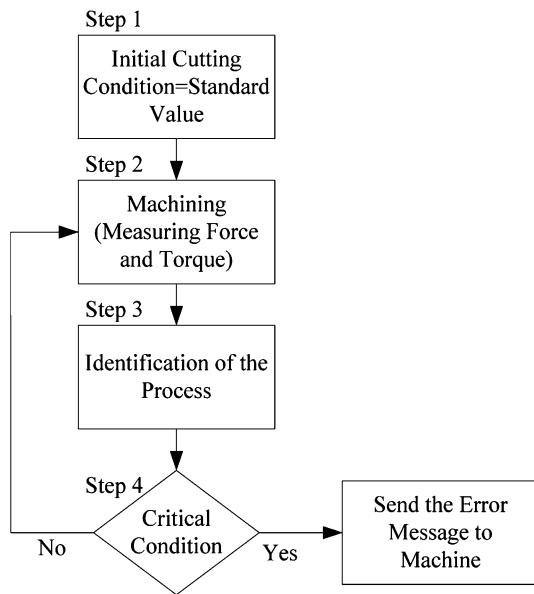 Step 1
Initial Cutting
Condition=Standard
Value
Step 2
Machining
(Measuring Force
and Torque)
Step 3
Identification of the
Process
Step 4
Critical
Condition
No
Yes
Send the Error
Message to
Machine